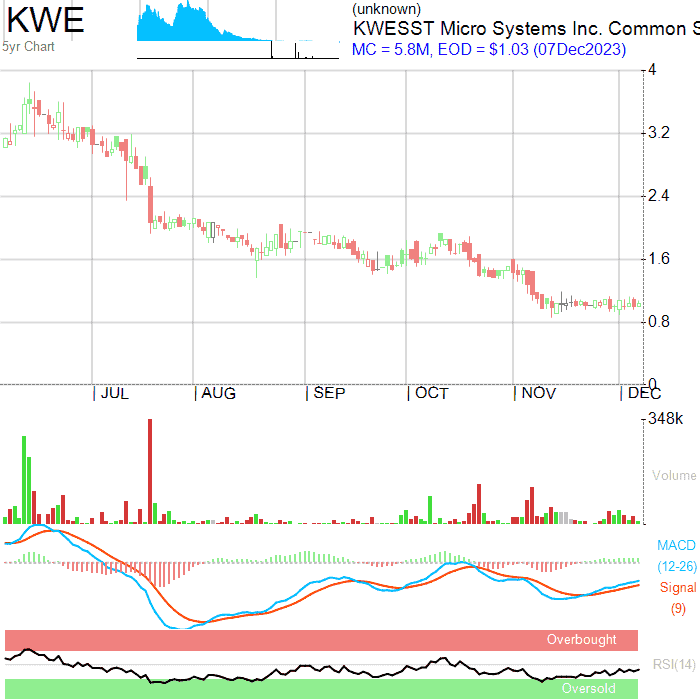 KWE
5yr Chart
(unknown)
KWESST Micro Systems Inc. Common S
MC = 5.8M, EOD = $1.03 (07Dec2023)
4
3.2
2.4
1.6
0.8
0
JUL AUG SEP OCT NOV DEC
348k
Volume
MACD
(12-26)
Signal
(9)
Overbought
RSI(14)
Oversold